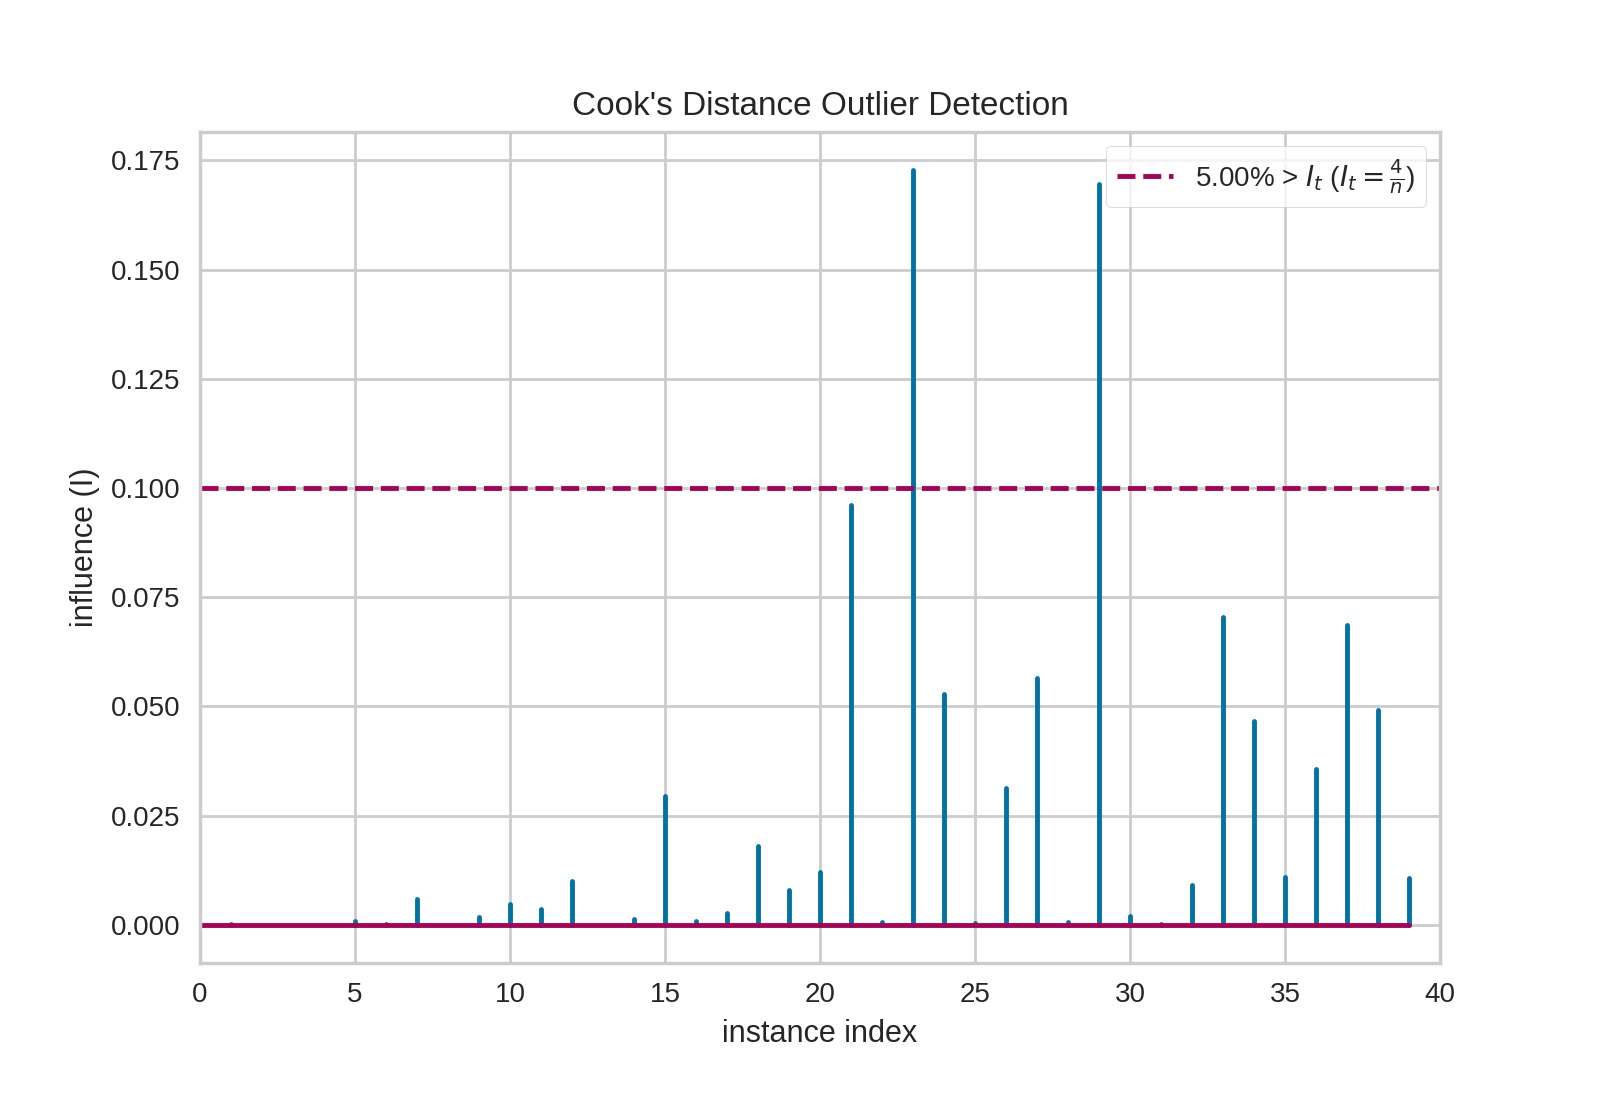 Cook's Distance Outlier Detection
5.00% > I_t (I_t = 4/n)
0.175
0.150
0.125
0.100
0.075
0.050
0.025
0.000
influence (I)
0 5 10 15 20 25 30 35 40
instance index